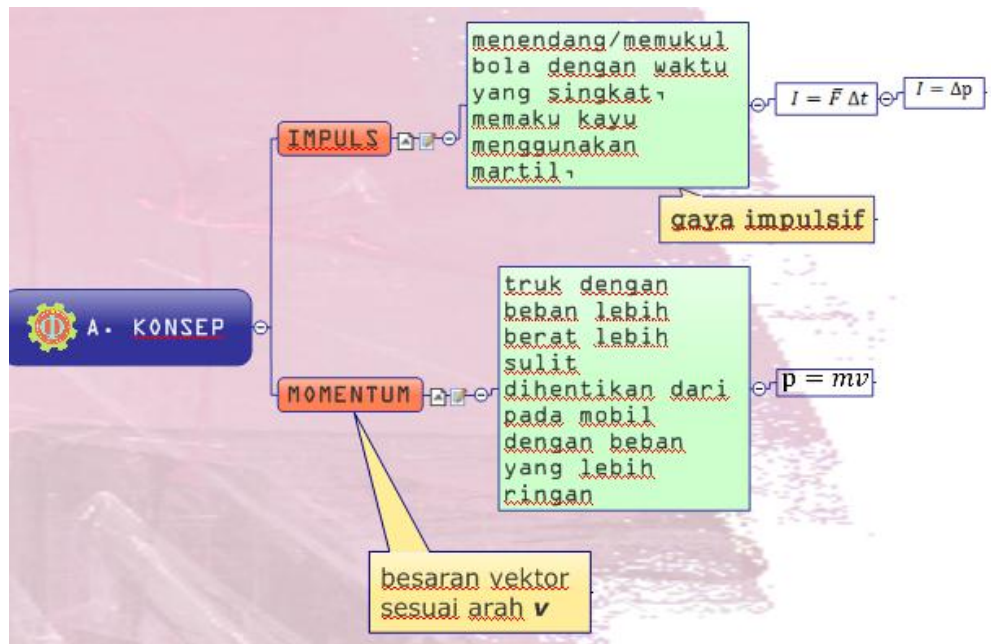 menendang/memukul
bola dengan waktu
yang singkat,
memaku kayu
menggunakan
martil,
I = F̄ Δt
I = Δp
IMPULS
gaya impulsif
A. KONSEP
truk dengan
beban lebih
berat lebih
sulit
dihentikan dari
pada mobil
dengan beban
yang lebih
ringan
p = mv
MOMENTUM
besaran vektor
sesuai arah v